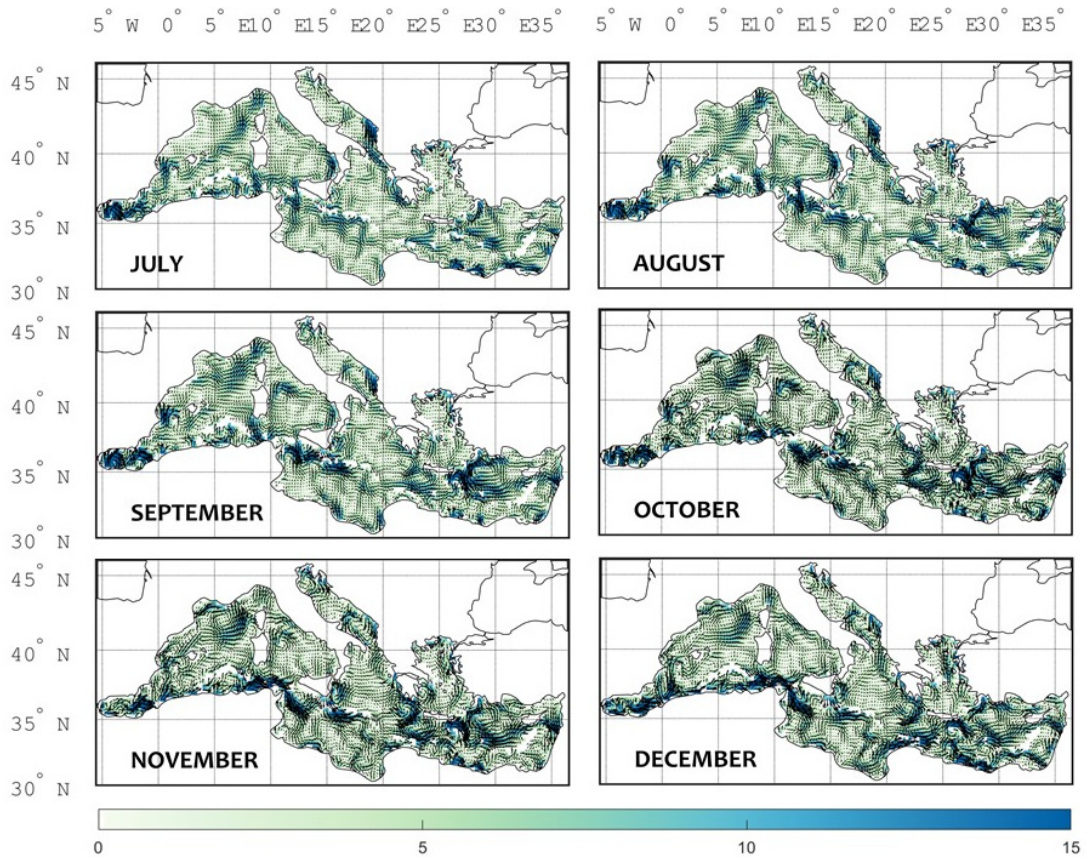 5° W 0° 5° E10° E15° E20° E25° E30° E35° 5° W 0° 5° E10° E15° E20° E25° E30° E35°
45° N
40° N
35° N
30° N
JULY AUGUST
45° N
40° N
35° N
30° N
SEPTEMBER OCTOBER
45° N
40° N
35° N
30° N
NOVEMBER DECEMBER
0 5 10 15